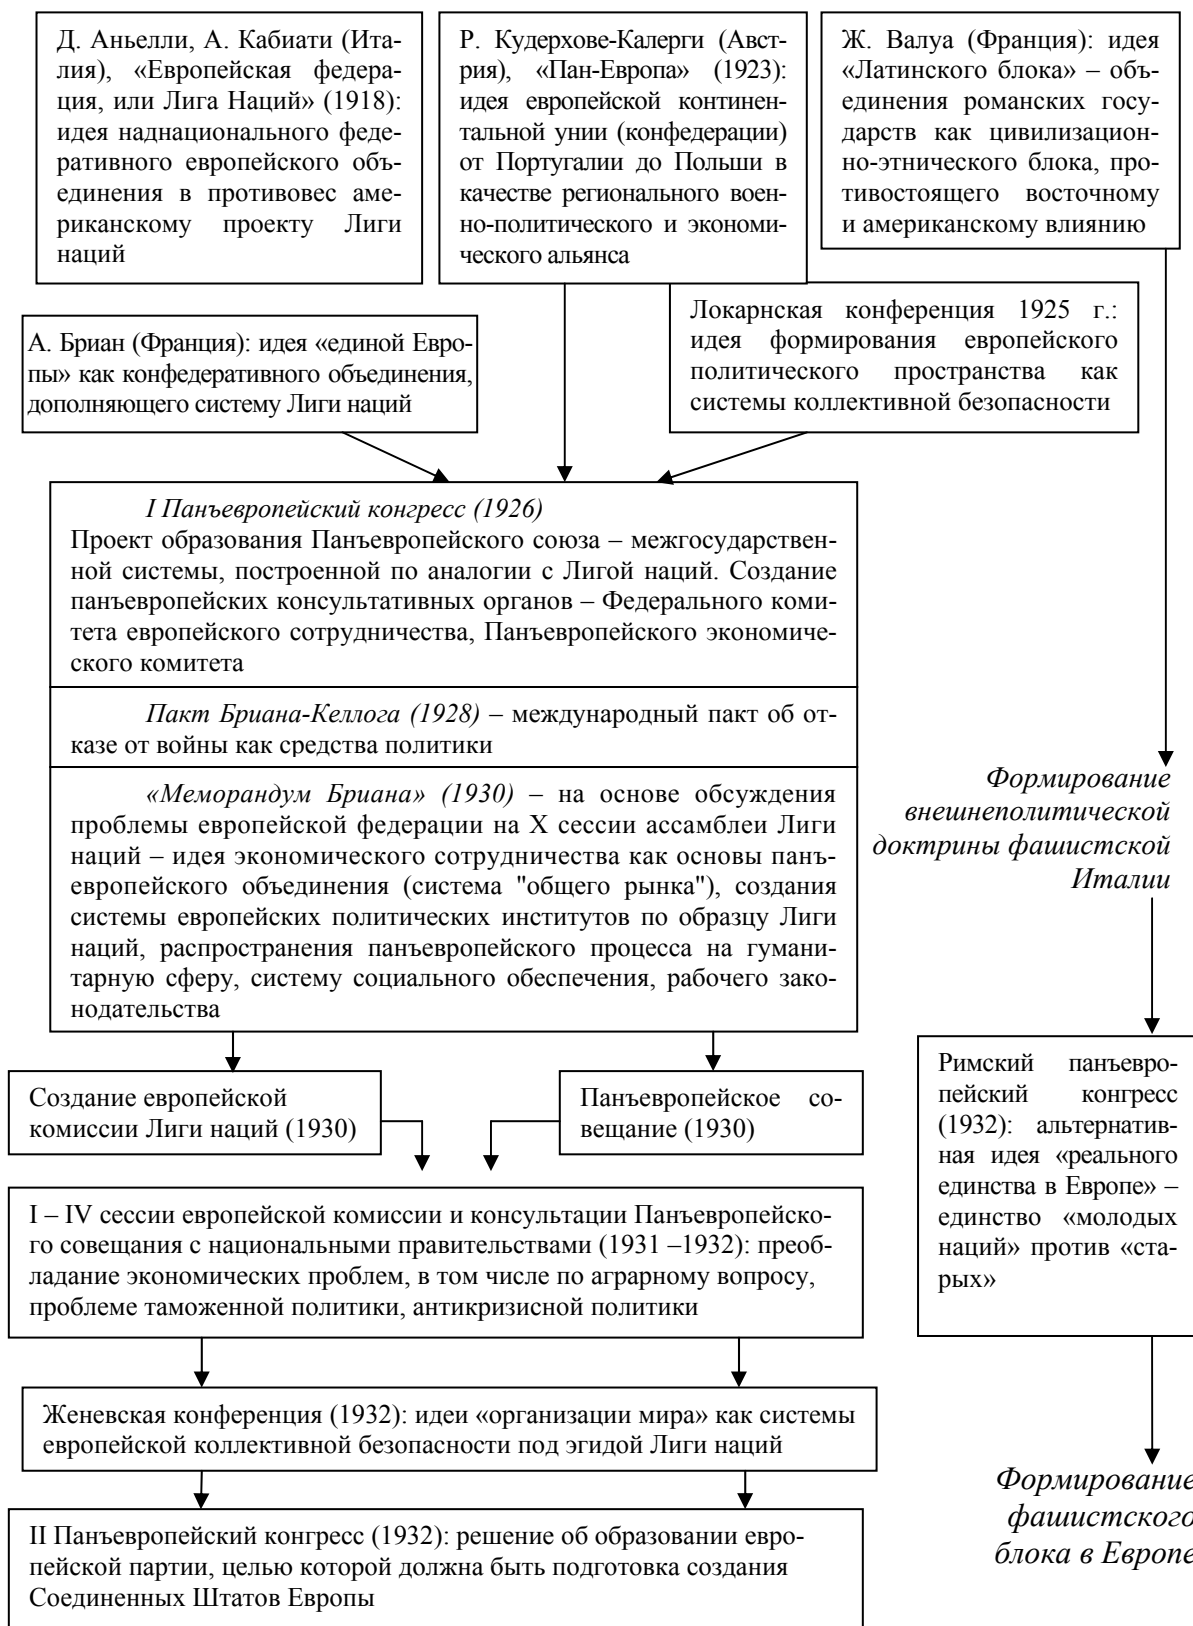 Д. Аньелли, А. Кабиати (Ита-
лия), «Европейская федера-
ция, или Лига Наций» (1918):
идея наднационального феде-
ративного европейского объ-
единения в противовес аме-
риканскому проекту Лиги
наций
Р. Кудерхове-Калерги (Авст-
рия), «Пан-Европа» (1923):
идея европейской континен-
тальной унии (конфедерации)
от Португалии до Польши в
качестве регионального воен-
но-политического и экономи-
ческого альянса
Ж. Валуа (Франция): идея
«Латинского блока» – объ-
единения романских госу-
дарств как цивилизацион-
но-этнического блока, про-
тивостоящего восточному
и американскому влиянию
А. Бриан (Франция): идея «единой Евро-
пы» как конфедеративного объединения,
дополняющего систему Лиги наций
Локарнская конференция 1925 г.:
идея формирования европейского
политического пространства как
системы коллективной безопасности
I Панъевропейский конгресс (1926)
Проект образования Панъевропейского союза – межгосударствен-
ной системы, построенной по аналогии с Лигой наций. Создание
панъевропейских консультативных органов – Федерального коми-
тета европейского сотрудничества, Панъевропейского экономиче-
ского комитета
Пакт Бриана-Келлога (1928) – международный пакт об от-
казе от войны как средства политики
«Меморандум Бриана» (1930) – на основе обсуждения
проблемы европейской федерации на X сессии ассамблеи Лиги
наций – идея экономического сотрудничества как основы панъ-
европейского объединения (система "общего рынка"), создания
системы европейских политических институтов по образцу Лиги
наций, распространения панъевропейского процесса на гумани-
тарную сферу, систему социального обеспечения, рабочего зако-
нодательства
Формирование
внешнеполитической
доктрины фашистской
Италии
Создание европейской
комиссии Лиги наций (1930)
Панъевропейское со-
вещание (1930)
Римский панъевро-
пейский конгресс
(1932): альтернатив-
ная идея «реального
единства в Европе» –
единство «молодых
наций» против «ста-
рых»
I – IV сессии европейской комиссии и консультации Панъевропейско-
го совещания с национальными правительствами (1931 –1932): преоб-
ладание экономических проблем, в том числе по аграрному вопросу,
проблеме таможенной политики, антикризисной политики
Женевская конференция (1932): идеи «организации мира» как системы
европейской коллективной безопасности под эгидой Лиги наций
Формирование
фашистского
блока в Европе
II Панъевропейский конгресс (1932): решение об образовании евро-
пейской партии, целью которой должна быть подготовка создания
Соединенных Штатов Европы